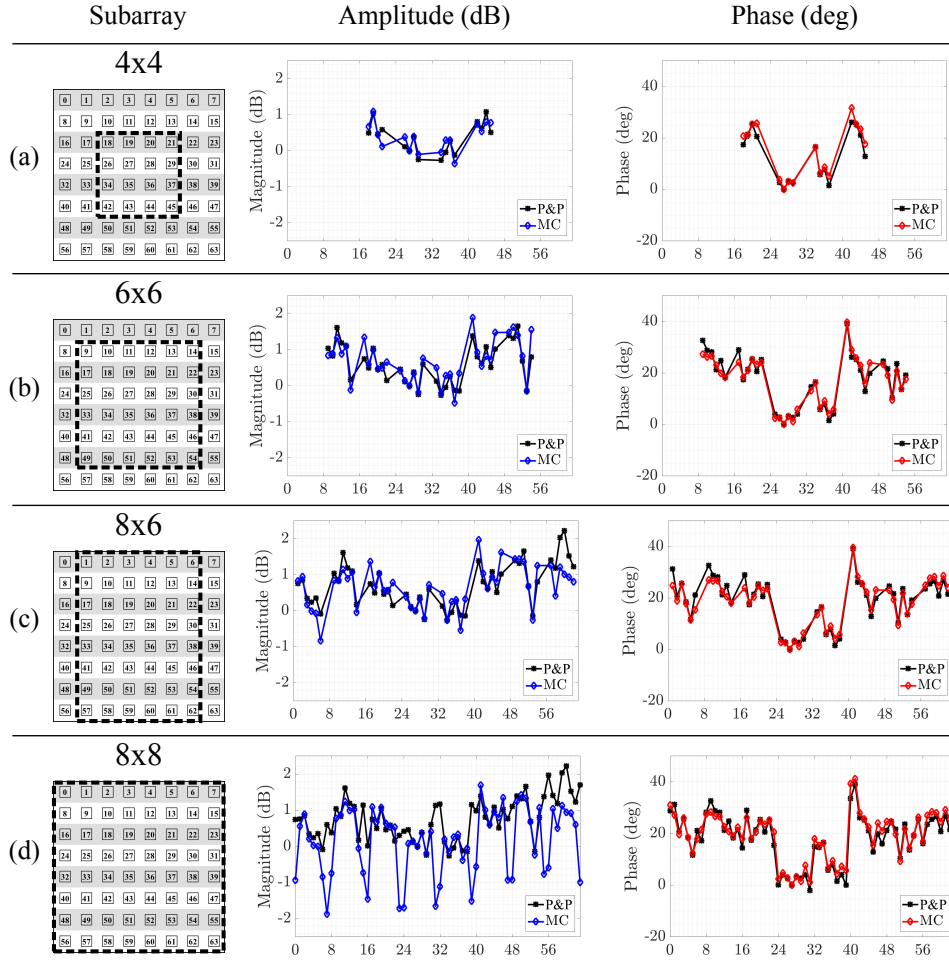 Subarray Amplitude (dB) Phase (deg)
(a)
4x4
0 1 2 3 4 5 6 7
8 9 10 11 12 13 14 15
16 17 18 19 20 21 22 23
24 25 26 27 28 29 30 31
32 33 34 35 36 37 38 39
40 41 42 43 44 45 46 47
48 49 50 51 52 53 54 55
56 57 58 59 60 61 62 63
Magnitude (dB)
2
1
0
-1
-2
0 8 16 24 32 40 48 56
P&P
MC
Phase (deg)
40
20
0
-20
0 8 16 24 32 40 48 56
P&P
MC
(b)
6x6
0 1 2 3 4 5 6 7
8 9 10 11 12 13 14 15
16 17 18 19 20 21 22 23
24 25 26 27 28 29 30 31
32 33 34 35 36 37 38 39
40 41 42 43 44 45 46 47
48 49 50 51 52 53 54 55
56 57 58 59 60 61 62 63
Magnitude (dB)
2
1
0
-1
-2
0 8 16 24 32 40 48 56
P&P
MC
Phase (deg)
40
20
0
-20
0 8 16 24 32 40 48 56
P&P
MC
(c)
8x6
0 1 2 3 4 5 6 7
8 9 10 11 12 13 14 15
16 17 18 19 20 21 22 23
24 25 26 27 28 29 30 31
32 33 34 35 36 37 38 39
40 41 42 43 44 45 46 47
48 49 50 51 52 53 54 55
56 57 58 59 60 61 62 63
Magnitude (dB)
2
1
0
-1
-2
0 8 16 24 32 40 48 56
P&P
MC
Phase (deg)
40
20
0
-20
0 8 16 24 32 40 48 56
P&P
MC
(d)
8x8
0 1 2 3 4 5 6 7
8 9 10 11 12 13 14 15
16 17 18 19 20 21 22 23
24 25 26 27 28 29 30 31
32 33 34 35 36 37 38 39
40 41 42 43 44 45 46 47
48 49 50 51 52 53 54 55
56 57 58 59 60 61 62 63
Magnitude (dB)
2
1
0
-1
-2
0 8 16 24 32 40 48 56
P&P
MC
Phase (deg)
40
20
0
-20
0 8 16 24 32 40 48 56
P&P
MC